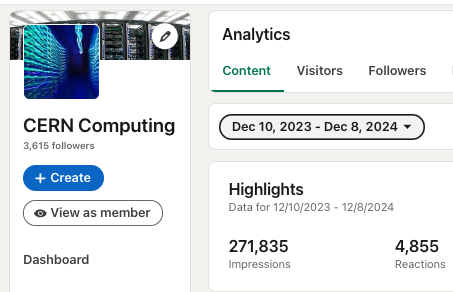 CERN Computing
3,615 followers
Create
View as member
Dashboard
Analytics
Content Visitors Followers
Dec 10, 2023 - Dec 8, 2024
Highlights
Data for 12/10/2023 - 12/8/2024
271,835 4,855
Impressions Reactions